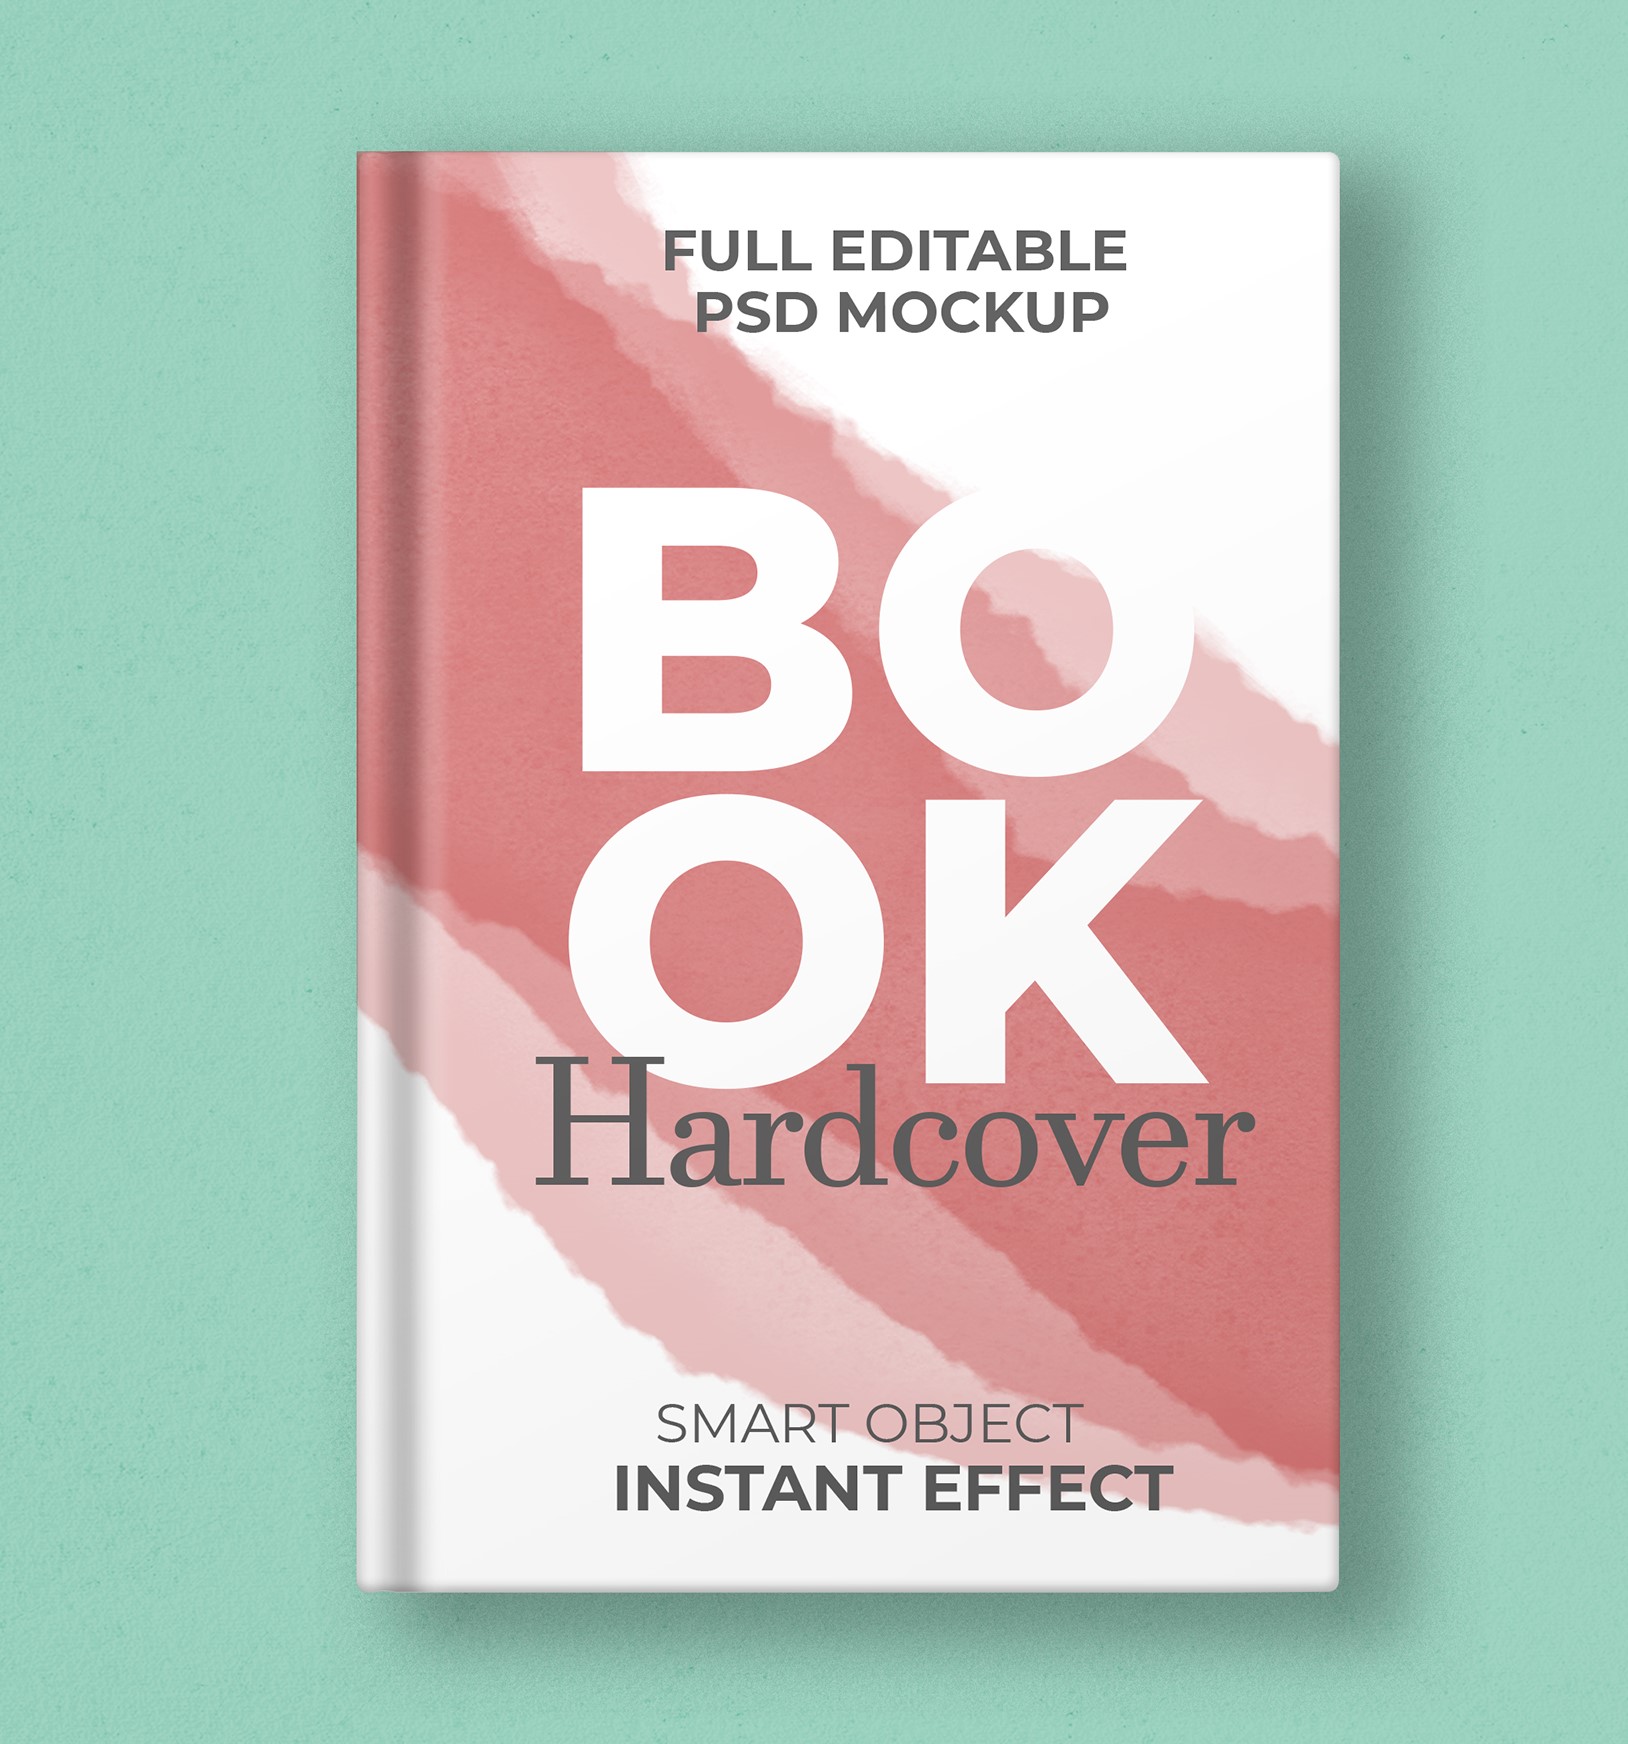 FULL EDITABLE
PSD MOCKUP
BO
OK
Hardcover
SMART OBJECT
INSTANT EFFECT